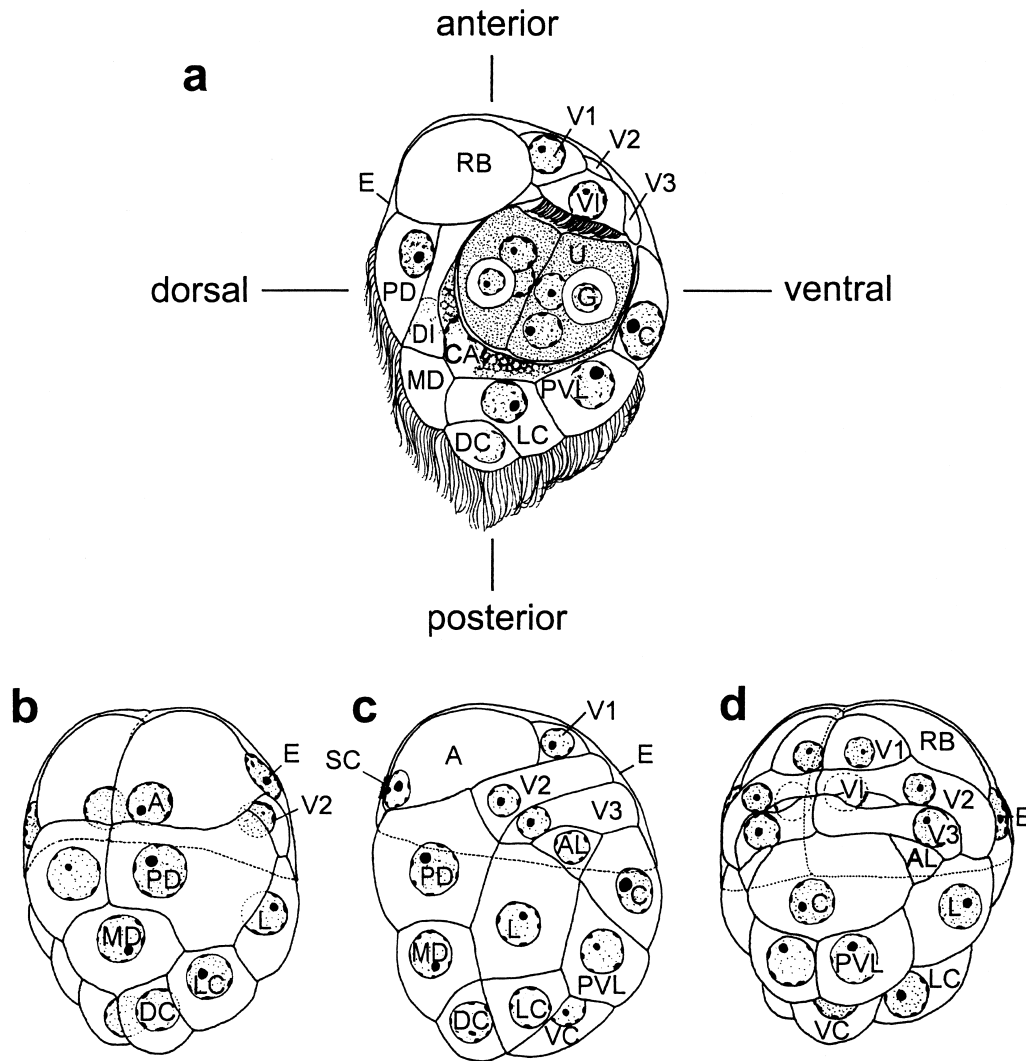 anterior
a
V1
V2
RB
E
V3
VI
U
dorsal
ventral
PD
G
DI
C
CA
MD
PVL
LC
DC
posterior
b
E
A
V2
PD
L
MD
LC
DC
c
V1
SC
A
E
V2
V3
AL
PD
C
L
MD
PVL
DC
LC
VC
d
V1
RB
VI
V2
E
V3
AL
C
L
PVL
LC
VC